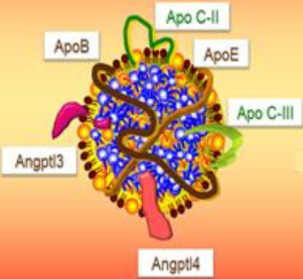 Apo C-II
ApoB
ApoE
Apo C-III
Angptl3
Angptl4